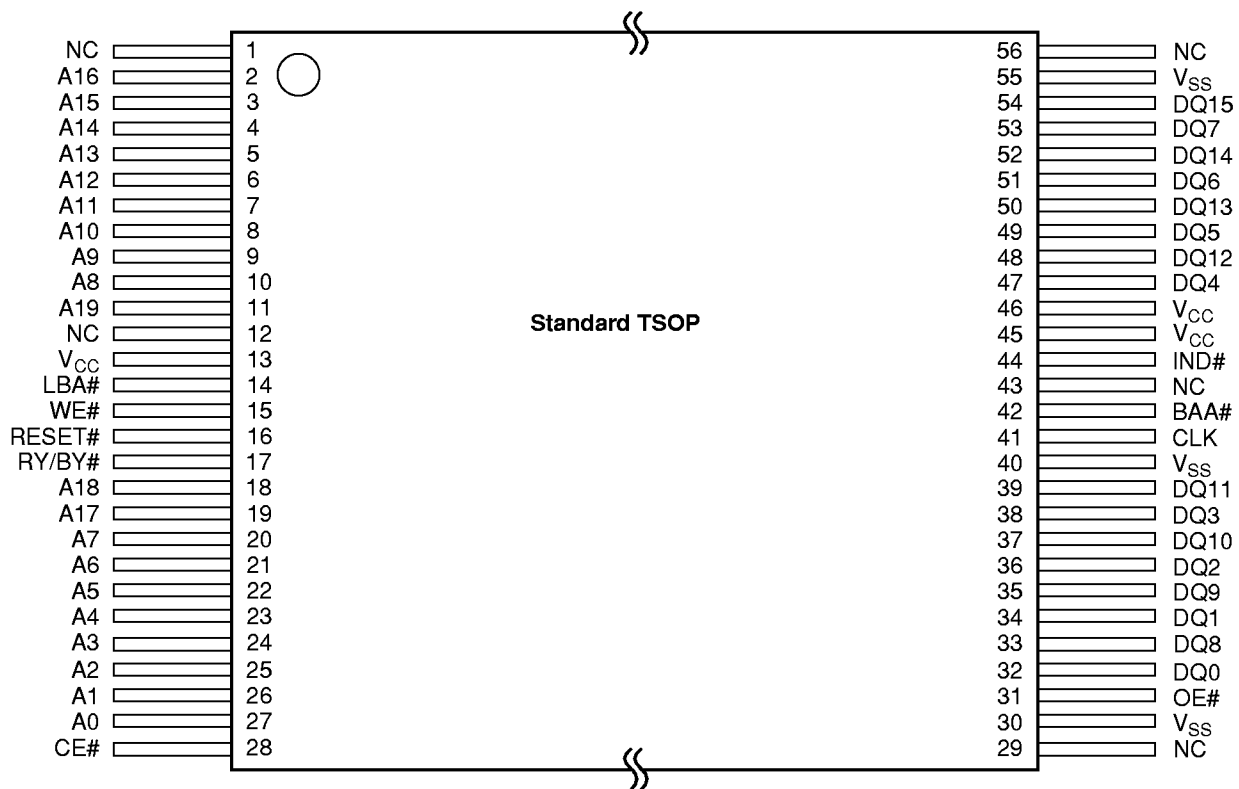 NC 1 56 NC
A16 2 55 VSS
A15 3 54 DQ15
A14 4 53 DQ7
A13 5 52 DQ14
A12 6 51 DQ6
A11 7 50 DQ13
A10 8 49 DQ5
A9 9 48 DQ12
A8 10 47 DQ4
A19 11 46 VCC
Standard TSOP
NC 12 45 VCC
VCC 13 44 IND#
LBA# 14 43 NC
WE# 15 42 BAA#
RESET# 16 41 CLK
RY/BY# 17 40 VSS
A18 18 39 DQ11
A17 19 38 DQ3
A7 20 37 DQ10
A6 21 36 DQ2
A5 22 35 DQ9
A4 23 34 DQ1
A3 24 33 DQ8
A2 25 32 DQ0
A1 26 31 OE#
A0 27 30 VSS
CE# 28 29 NC